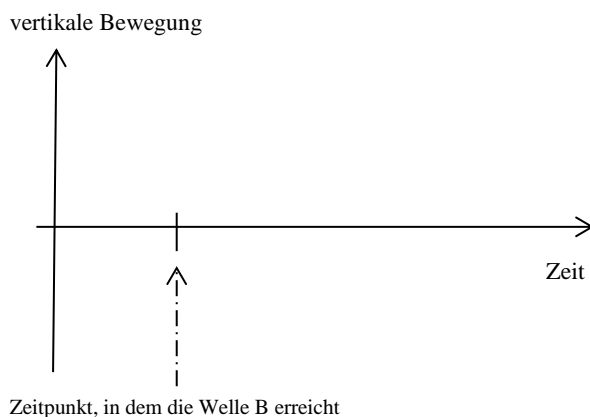 vertikale Bewegung
Zeit
Zeitpunkt, in dem die Welle B erreicht